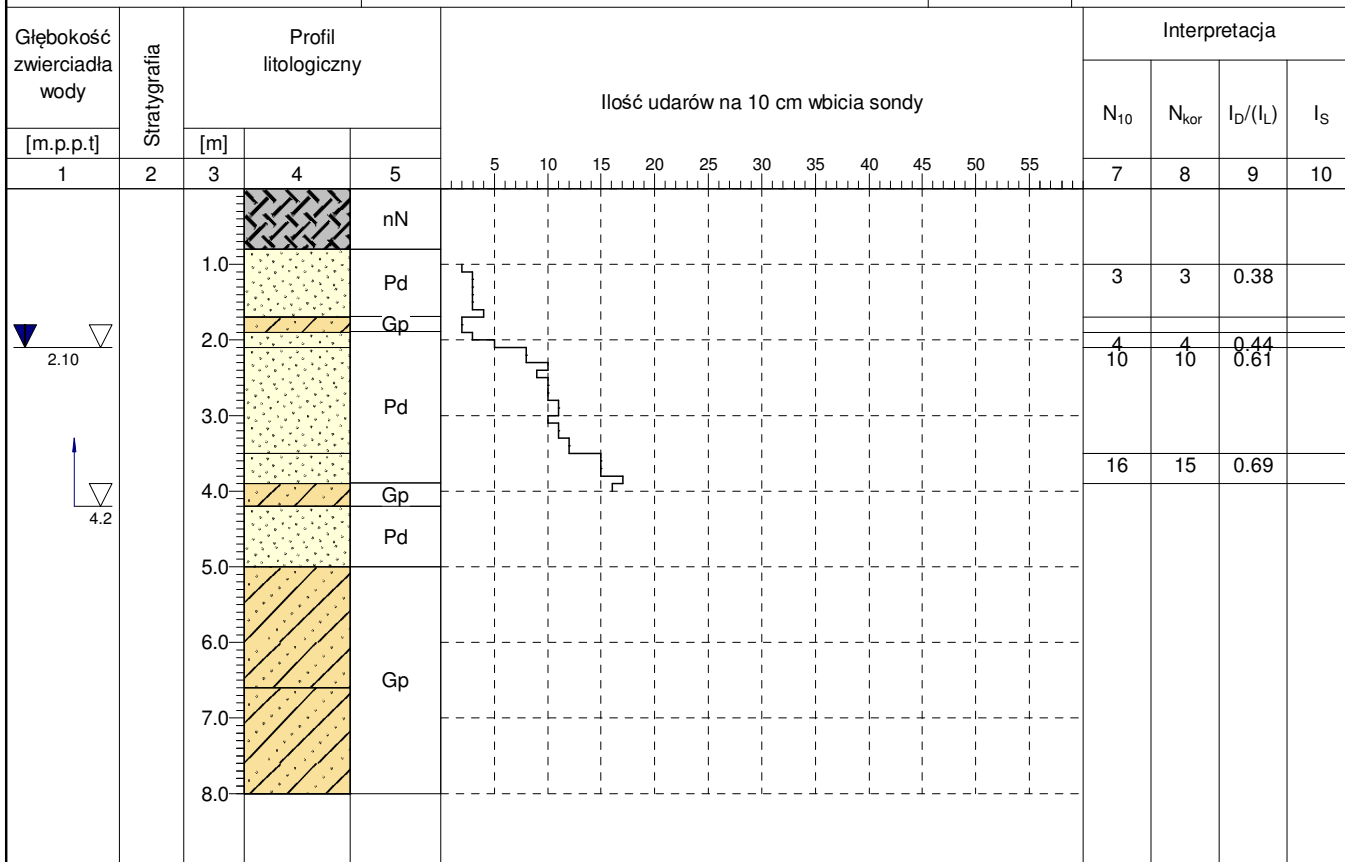 Głębokość
zwierciadła
wody
[m.p.p.t]
Stratygrafia
Profil
litologiczny
[m]
Ilość udarów na 10 cm wbicia sondy
Interpretacja
N10 Nkor ID/(IL) IS
5 10 15 20 25 30 35 40 45 50 55
1 2 3 4 5 7 8 9 10
nN
1.0
Pd
3 3 0.38
Gp
2.0
4 4 0.44
2.10
10 10 0.61
3.0
Pd
16 15 0.69
4.0
Gp
4.2
Pd
5.0
6.0
Gp
7.0
8.0